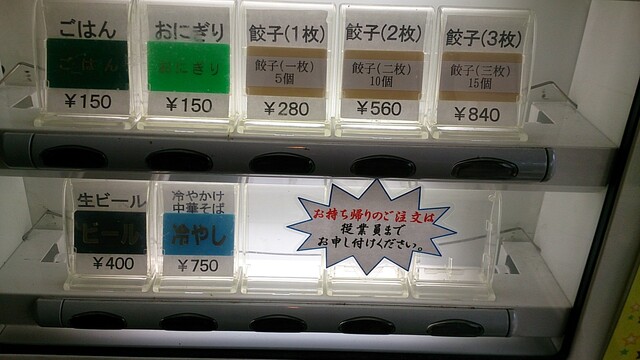 ごはん
ごはん
¥150
おにぎり
おにぎり
¥150
餃子(1枚)
餃子(一枚)
5個
¥280
餃子(2枚)
餃子(二枚)
10個
¥560
餃子(3枚)
餃子(三枚)
15個
¥840
生ビール
ビール
¥400
冷やかけ
中華そば
冷やし
¥750
お持ち帰りのご注文は
従業員まで
お申し付けください。